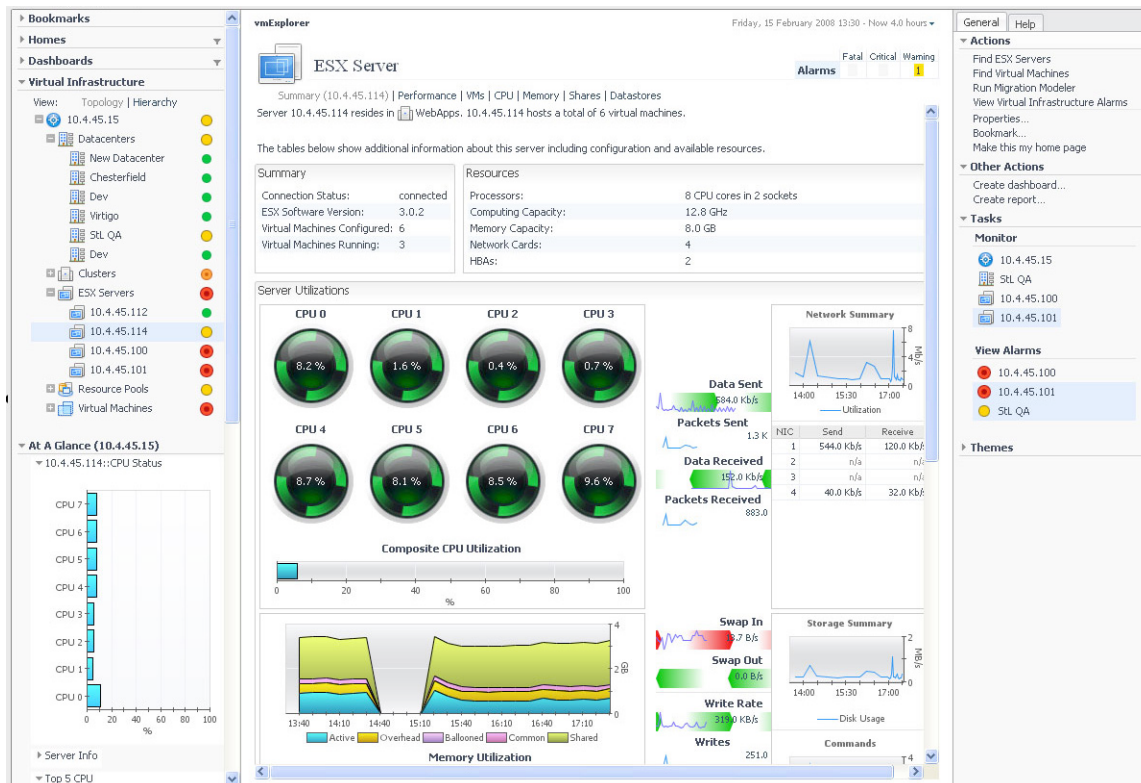 Bookmarks
Homes
Dashboards
Virtual Infrastructure
View: Topology | Hierarchy
10.4.45.15
Datacenters
New Datacenter
Chesterfield
Dev
Virtigo
StL QA
Dev
Clusters
ESX Servers
10.4.45.112
10.4.45.114
10.4.45.100
10.4.45.101
Resource Pools
Virtual Machines
At A Glance (10.4.45.15)
10.4.45.114::CPU Status
CPU 7
CPU 6
CPU 5
CPU 4
CPU 3
CPU 2
CPU 1
CPU 0
0 20 40 60 80 100
%
Server Info
Top 5 CPU
vmExplorer
Friday, 15 February 2008 13:30 - Now 4.0 hours
ESX Server
Fatal Critical Warning
Alarms 1
Summary (10.4.45.114) | Performance | VMs | CPU | Memory | Shares | Datastores
Server 10.4.45.114 resides in WebApps. 10.4.45.114 hosts a total of 6 virtual machines.
The tables below show additional information about this server including configuration and available resources.
Summary
Connection Status: connected
ESX Software Version: 3.0.2
Virtual Machines Configured: 6
Virtual Machines Running: 3
Resources
Processors: 8 CPU cores in 2 sockets
Computing Capacity: 12.8 GHz
Memory Capacity: 8.0 GB
Network Cards: 4
HBAs: 2
Server Utilizations
CPU 0 CPU 1 CPU 2 CPU 3
8.2 % 1.6 % 0.4 % 0.7 %
CPU 4 CPU 5 CPU 6 CPU 7
8.7 % 8.1 % 8.5 % 9.6 %
Composite CPU Utilization
0 20 40 60 80 100
%
Data Sent
584.0 Kb/s
Packets Sent
1.3 K
Data Received
152.0 Kb/s
Packets Received
883.0
Network Summary
8
4
0
Mb/s
14:00 15:30 17:00
Utilization
NIC Send Receive
1 544.0 Kb/s 120.0 Kb/s
2 n/a n/a
3 n/a n/a
4 40.0 Kb/s 32.0 Kb/s
4
2
0
GB
13:40 14:10 14:40 15:10 15:40 16:10 16:40 17:10
Active Overhead Ballooned Common Shared
Memory Utilization
Swap In
13.7 B/s
Swap Out
0.0 B/s
Write Rate
319.0 KB/s
Writes
251.0
Storage Summary
2
1
0
MB/s
14:00 15:30 17:00
Disk Usage
Commands
4
General Help
Actions
Find ESX Servers
Find Virtual Machines
Run Migration Modeler
View Virtual Infrastructure Alarms
Properties...
Bookmark...
Make this my home page
Other Actions
Create dashboard...
Create report...
Tasks
Monitor
10.4.45.15
StL QA
10.4.45.100
10.4.45.101
View Alarms
10.4.45.100
10.4.45.101
StL QA
Themes